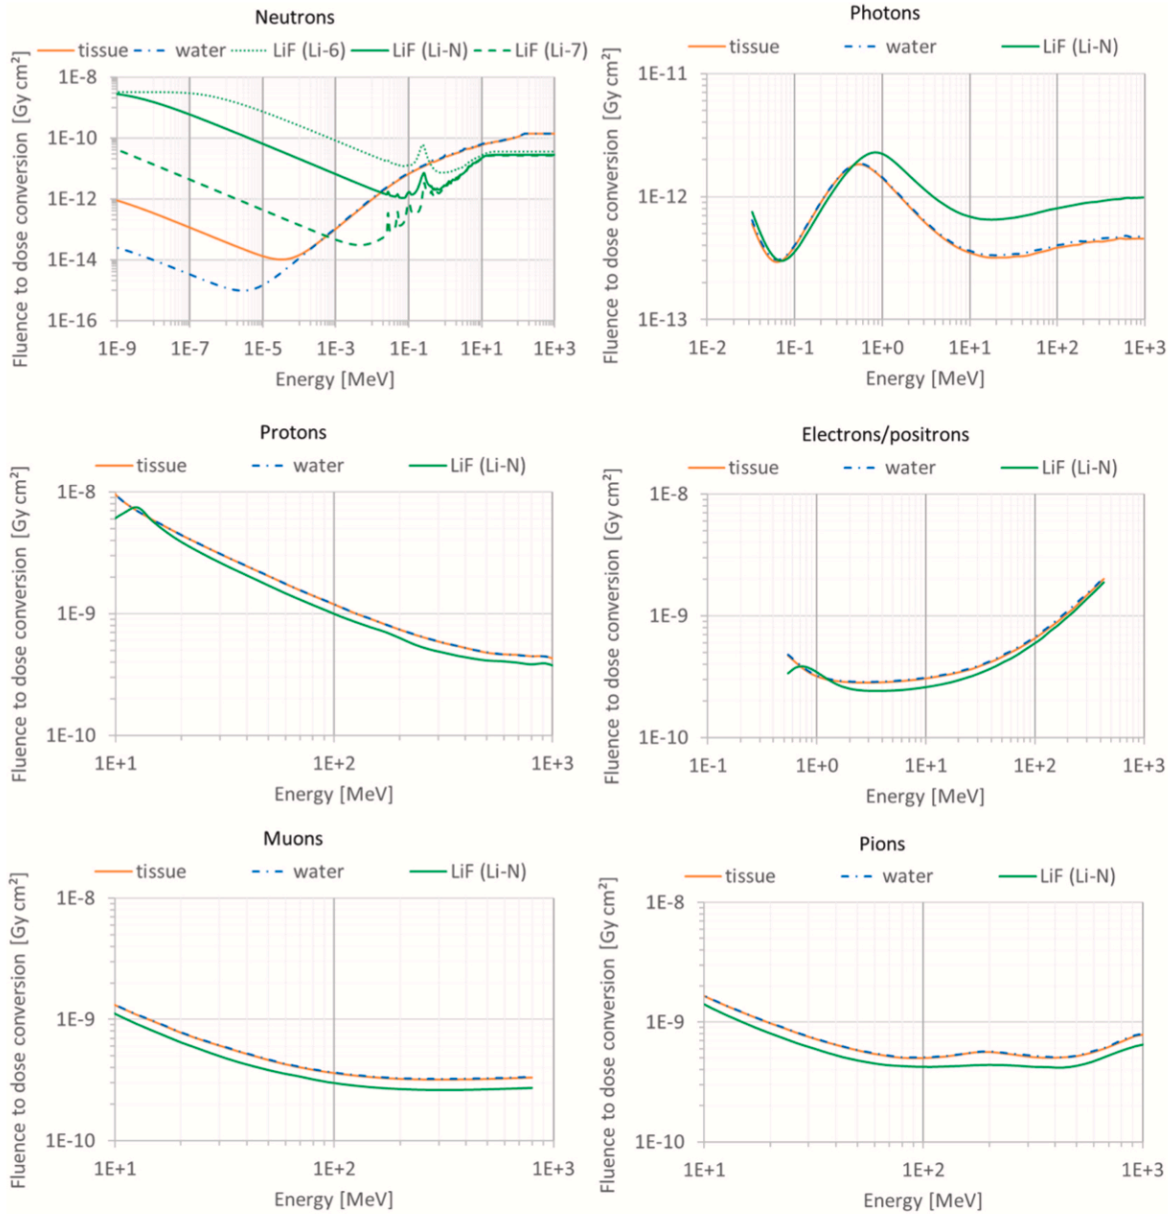 Neutrons
tissue water LiF (Li-6) LiF (Li-N) LiF (Li-7)
Fluence to dose conversion [Gy cm²]
1E-8
1E-10
1E-12
1E-14
1E-16
1E-9 1E-7 1E-5 1E-3 1E-1 1E+1 1E+3
Energy [MeV]
Photons
tissue water LiF (Li-N)
Fluence to dose conversion [Gy cm²]
1E-11
1E-12
1E-13
1E-2 1E-1 1E+0 1E+1 1E+2 1E+3
Energy [MeV]
Protons
tissue water LiF (Li-N)
Fluence to dose conversion [Gy cm²]
1E-8
1E-9
1E-10
1E+1 1E+2 1E+3
Energy [MeV]
Electrons/positrons
tissue water LiF (Li-N)
Fluence to dose conversion [Gy cm²]
1E-8
1E-9
1E-10
1E-1 1E+0 1E+1 1E+2 1E+3
Energy [MeV]
Muons
tissue water LiF (Li-N)
Fluence to dose conversion [Gy cm²]
1E-8
1E-9
1E-10
1E+1 1E+2 1E+3
Energy [MeV]
Pions
tissue water LiF (Li-N)
Fluence to dose conversion [Gy cm²]
1E-8
1E-9
1E-10
1E+1 1E+2 1E+3
Energy [MeV]